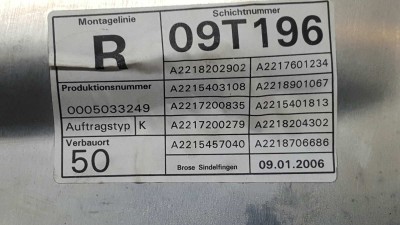 Montagelinie Schichtnummer
R 09T196
Produktionsnummer A2218202902 A2217601234
0005033249 A2215403108 A2218901067
Auftragstyp K A2217200835 A2215401813
Verbauort A2217200279 A2218204302
50 A2215457040 A2218706686
Brose Sindelfingen 09.01.2006